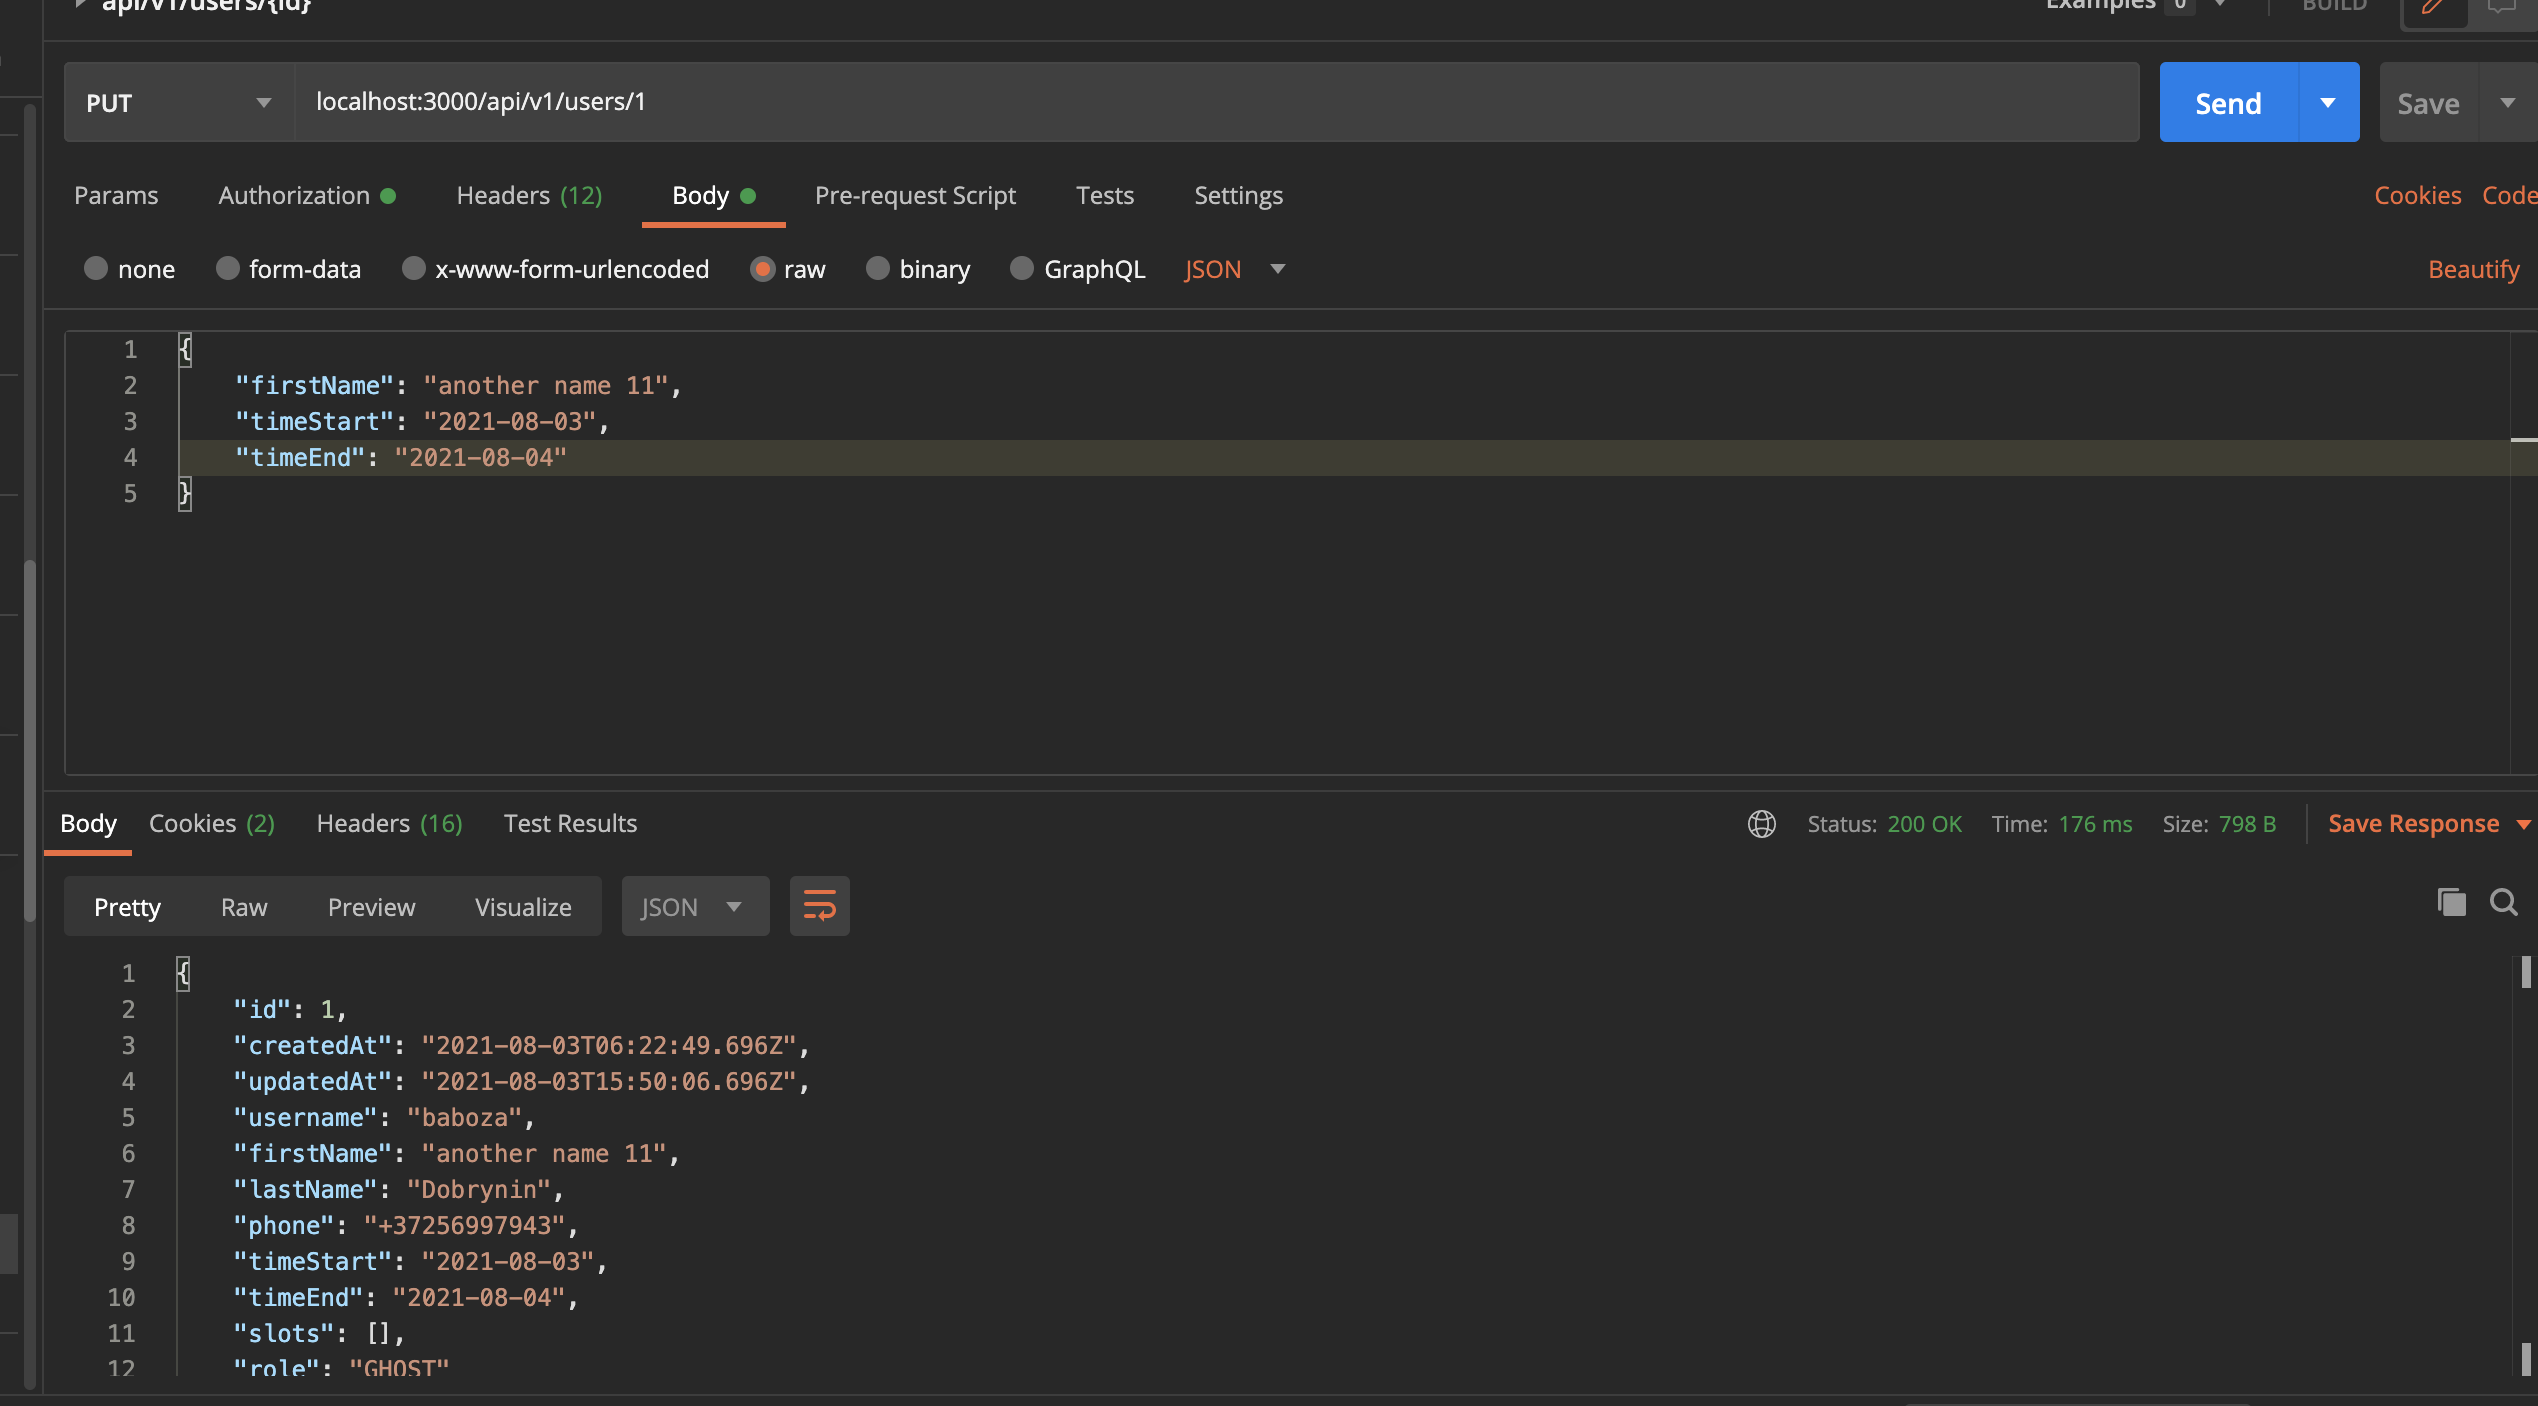 api/v1/users/{id}
Examples 0
BUILD
PUT
localhost:3000/api/v1/users/1
Send
Save
Params
Authorization
Headers (12)
Body
Pre-request Script
Tests
Settings
Cookies
Code
none
form-data
x-www-form-urlencoded
raw
binary
GraphQL
JSON
Beautify
1 {
2 "firstName": "another name 11",
3 "timeStart": "2021-08-03",
4 "timeEnd": "2021-08-04"
5 }
Body
Cookies (2)
Headers (16)
Test Results
Status: 200 OK
Time: 176 ms
Size: 798 B
Save Response
Pretty
Raw
Preview
Visualize
JSON
1 {
2 "id": 1,
3 "createdAt": "2021-08-03T06:22:49.696Z",
4 "updatedAt": "2021-08-03T15:50:06.696Z",
5 "username": "baboza",
6 "firstName": "another name 11",
7 "lastName": "Dobrynin",
8 "phone": "+37256997943",
9 "timeStart": "2021-08-03",
10 "timeEnd": "2021-08-04",
11 "slots": [],
12 "role": "GHOST"